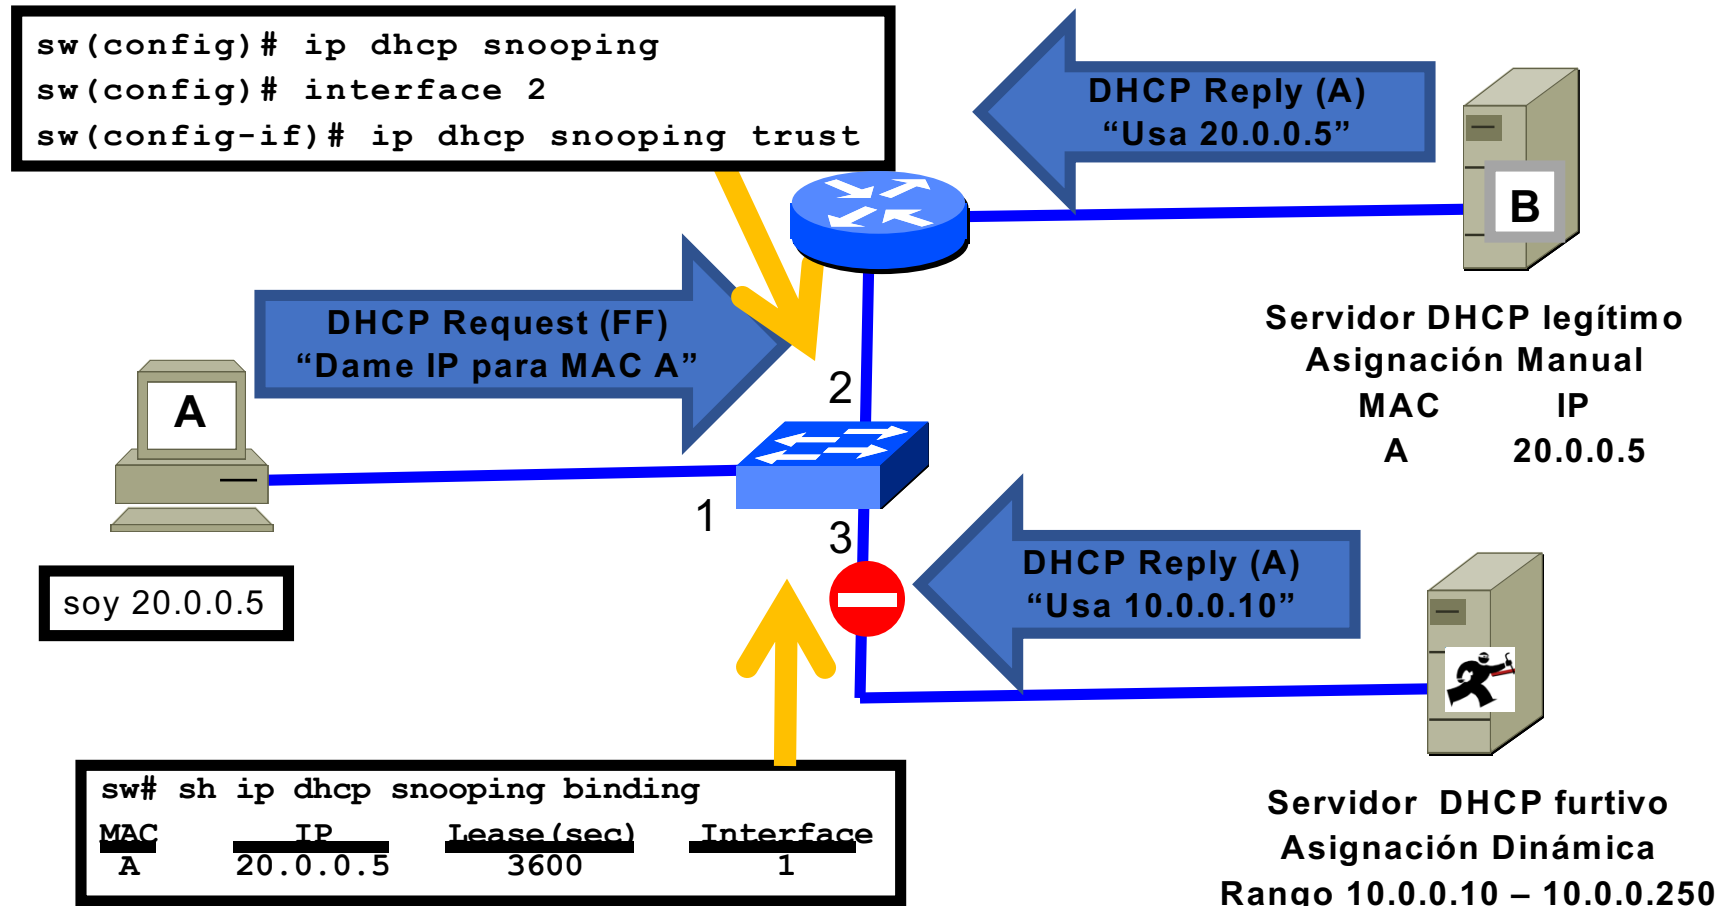 sw(config)# ip dhcp snooping
sw(config)# interface 2
sw(config-if)# ip dhcp snooping trust
DHCP Reply (A)
“Usa 20.0.0.5”
B
DHCP Request (FF)
“Dame IP para MAC A”
Servidor DHCP legítimo
Asignación Manual
MAC IP
A 20.0.0.5
A
2
1
3
soy 20.0.0.5
DHCP Reply (A)
“Usa 10.0.0.10”
sw# sh ip dhcp snooping binding
MAC IP Lease(sec) Interface
A 20.0.0.5 3600 1
Servidor DHCP furtivo
Asignación Dinámica
Rango 10.0.0.10 – 10.0.0.250